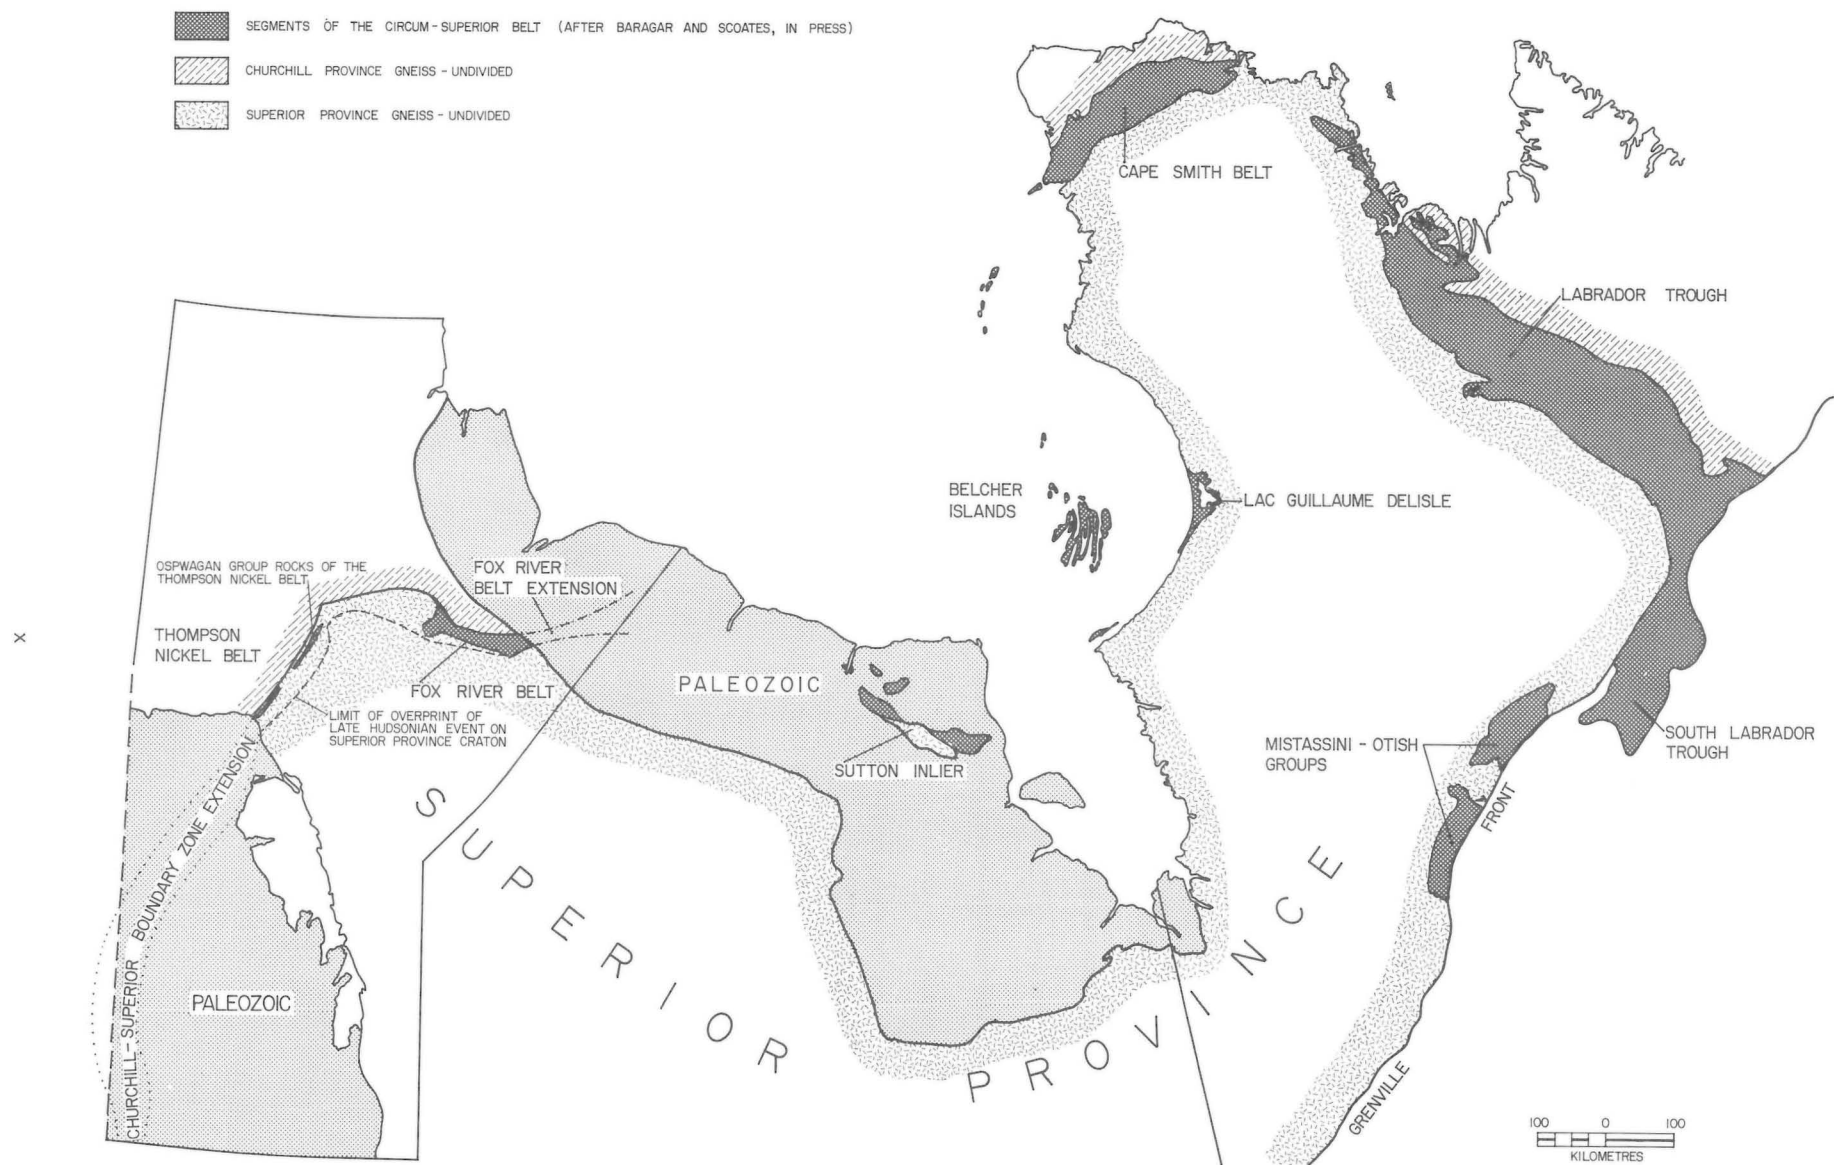 SEGMENTS OF THE CIRCUM-SUPERIOR BELT (AFTER BARAGAR AND SCOATES, IN PRESS)
CHURCHILL PROVINCE GNEISS - UNDIVIDED
SUPERIOR PROVINCE GNEISS - UNDIVIDED
CAPE SMITH BELT
LABRADOR TROUGH
BELCHER
ISLANDS
LAC GUILLAUME DELISLE
OSPWAGAN GROUP ROCKS OF THE
THOMPSON NICKEL BELT
FOX RIVER
BELT EXTENSION
X
THOMPSON
NICKEL BELT
FOX RIVER BELT
PALEOZOIC
LIMIT OF OVERPRINT OF
LATE HUDSONIAN EVENT ON
SUPERIOR PROVINCE CRATON
SUTTON INLIER
MISTASSINI - OTISH
GROUPS
SOUTH LABRADOR
TROUGH
CHURCHILL-SUPERIOR BOUNDARY ZONE EXTENSION
PALEOZOIC
SUPERIOR PROVINCE
GRENVILLE FRONT
100 0 100
KILOMETRES